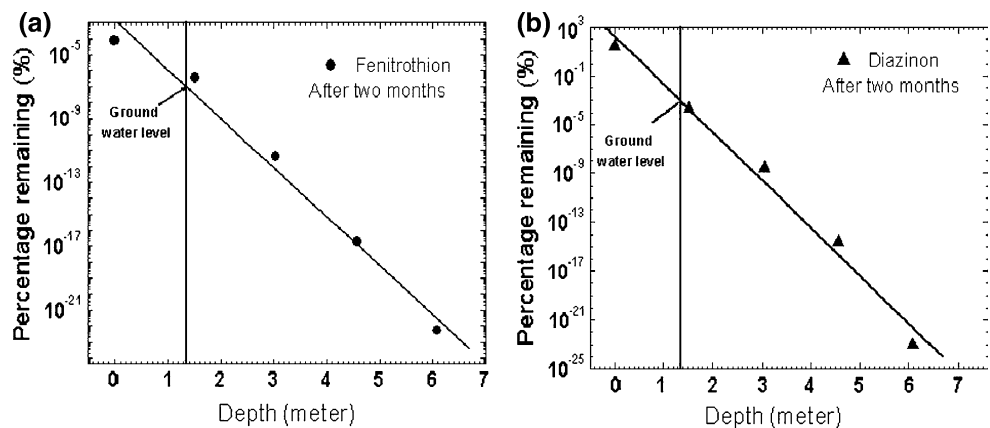 (a)
Percentage remaining (%)
10-5
10-9
10-13
10-17
10-21
Fenitrothion
After two months
Ground
water level
0 1 2 3 4 5 6 7
Depth (meter)
(b)
Percentage remaining (%)
103
10-1
10-5
10-9
10-13
10-17
10-21
10-25
Diazinon
After two months
Ground
water level
0 1 2 3 4 5 6 7
Depth (meter)